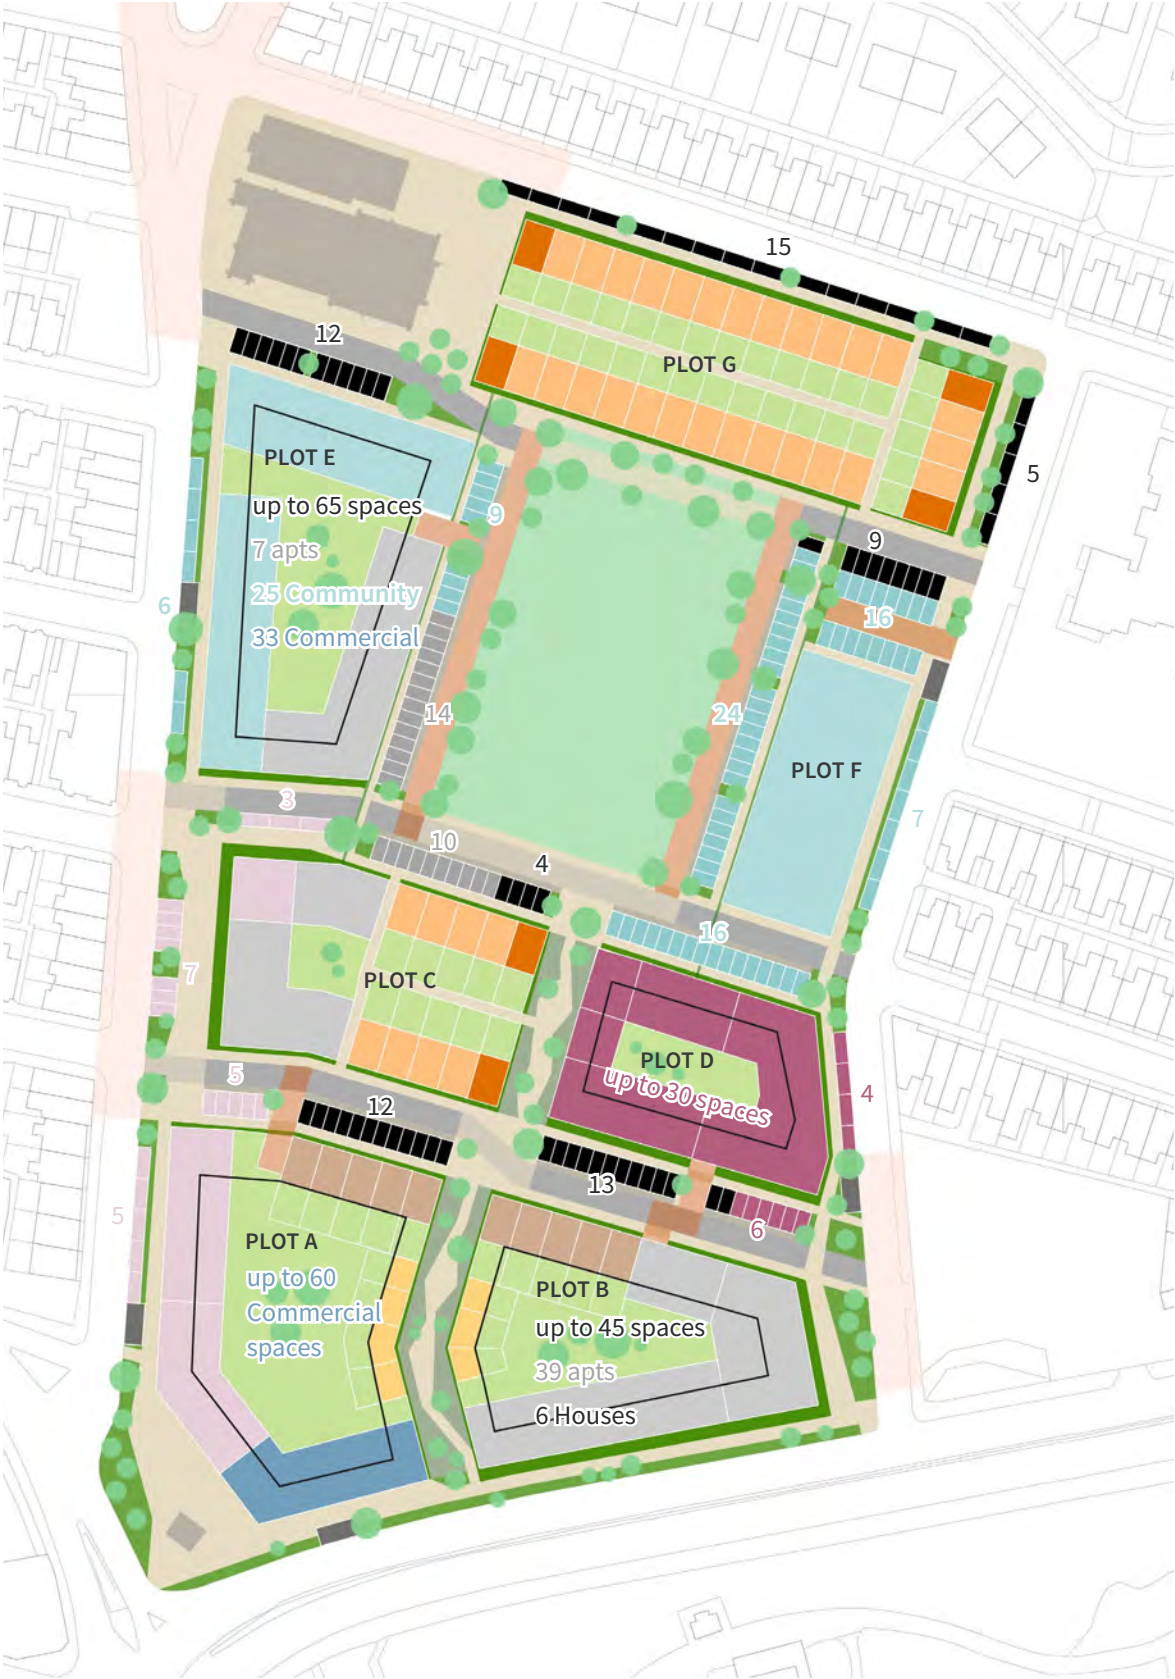 15
12
PLOT G
PLOT E
5
up to 65 spaces
9
9
7 apts
25 Community
6
16
33 Commercial
14
24
PLOT F
3
7
10
4
16
7
PLOT C
PLOT D
up to 30 spaces
5
4
12
13
5
6
PLOT A
up to 60
Commercial
spaces
PLOT B
up to 45 spaces
39 apts
6 Houses